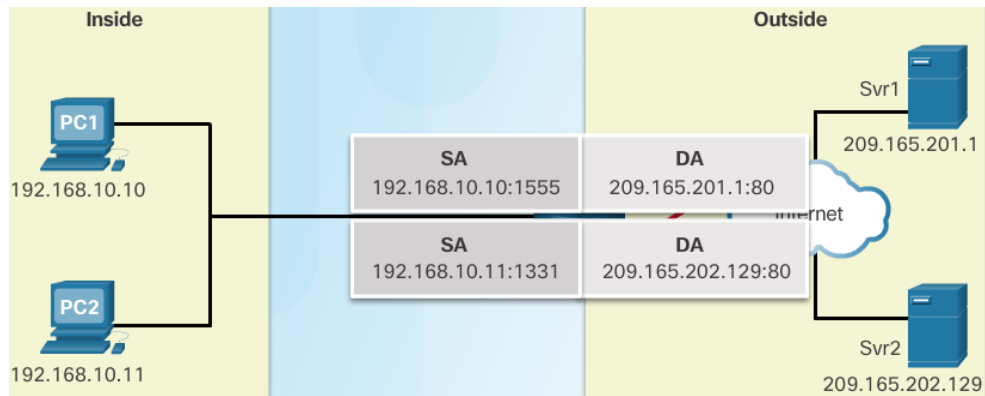 Inside
Outside
PC1
192.168.10.10
Svr1
209.165.201.1
SA
192.168.10.10:1555
DA
209.165.201.1:80
Internet
SA
192.168.10.11:1331
DA
209.165.202.129:80
PC2
192.168.10.11
Svr2
209.165.202.129